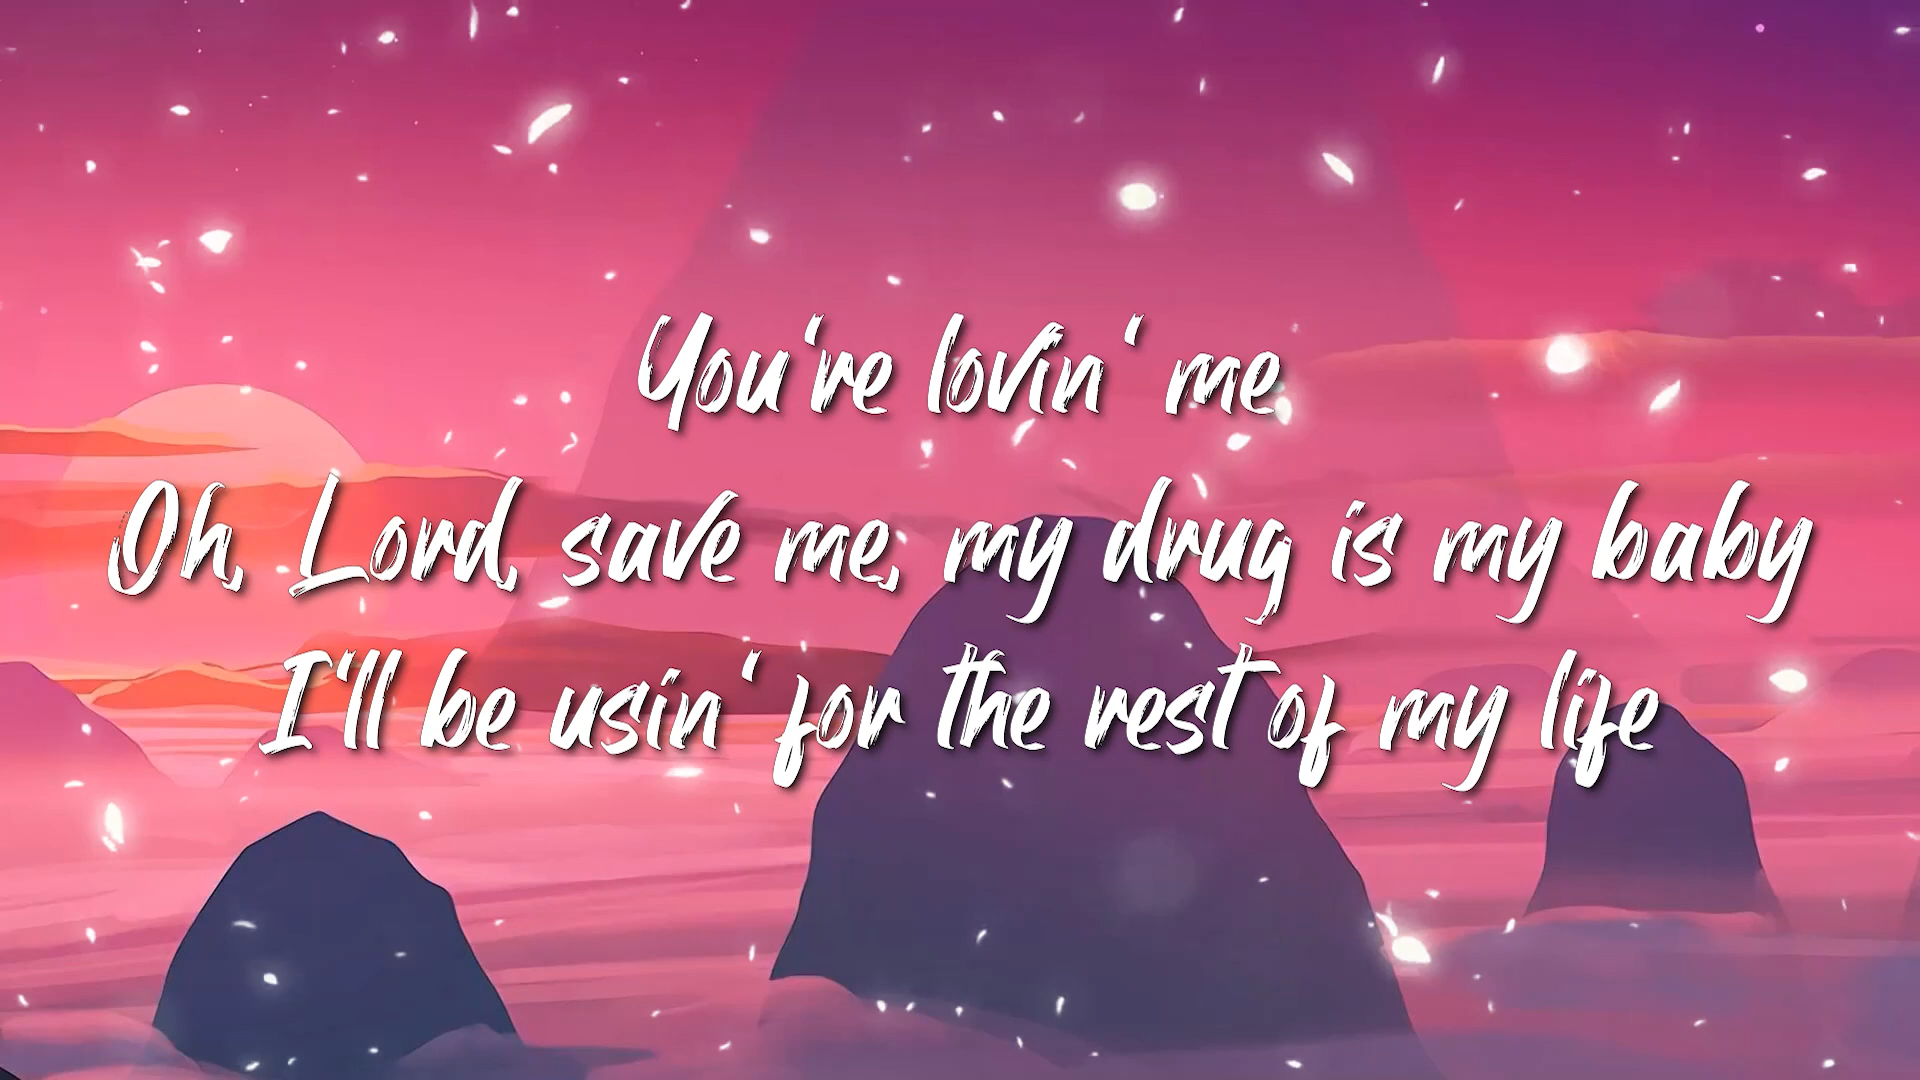 You're lovin' me
Oh, Lord, save me, my drug is my baby
I'll be usin' for the rest of my life